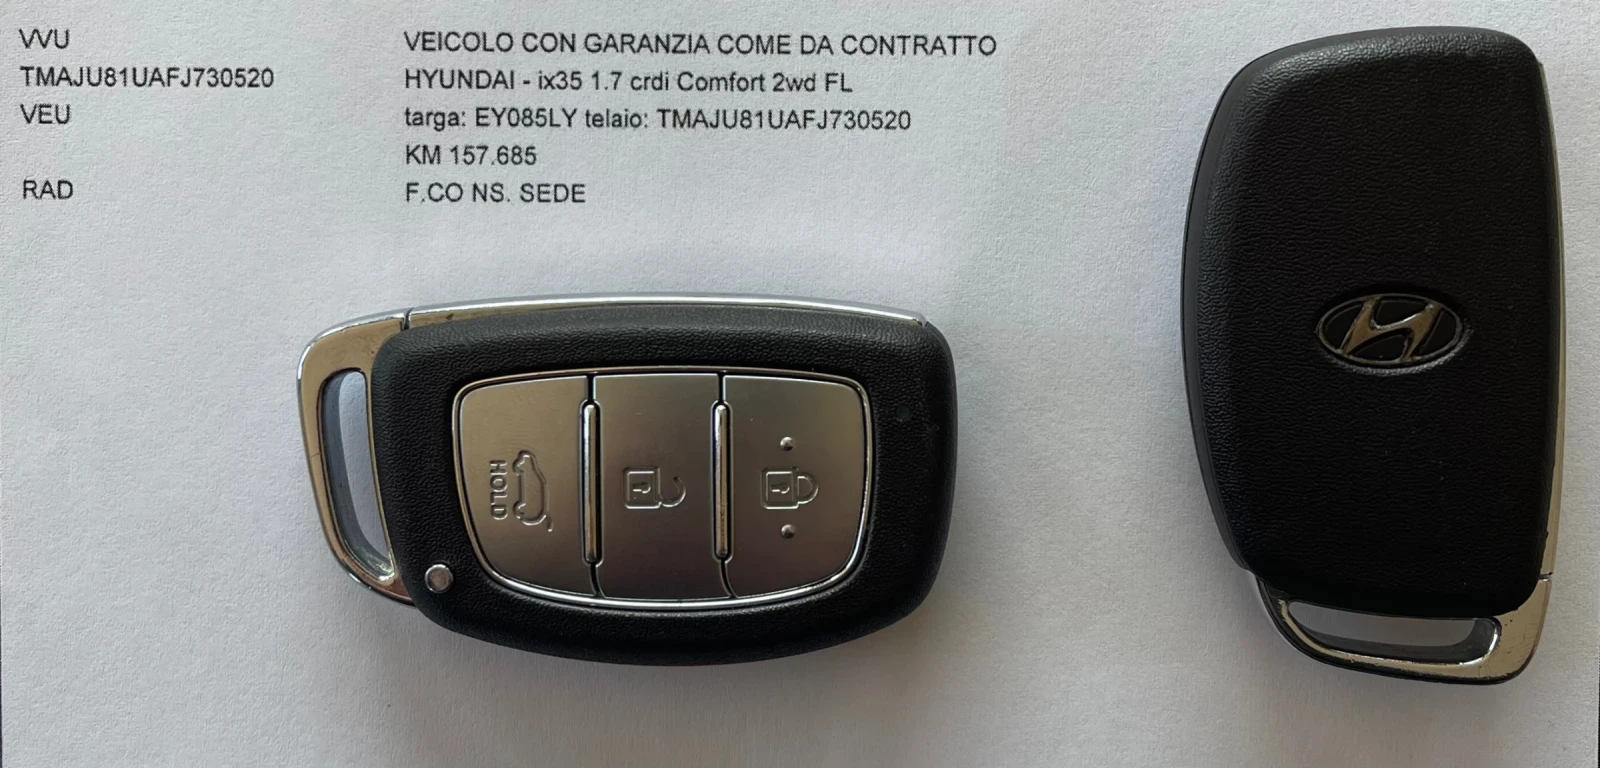 VVU
TMAJU81UAFJ730520
VEU
RAD
VEICOLO CON GARANZIA COME DA CONTRATTO
HYUNDAI - ix35 1.7 crdi Comfort 2wd FL
targa: EY085LY telaio: TMAJU81UAFJ730520
KM 157.685
F.CO NS. SEDE
HOLD